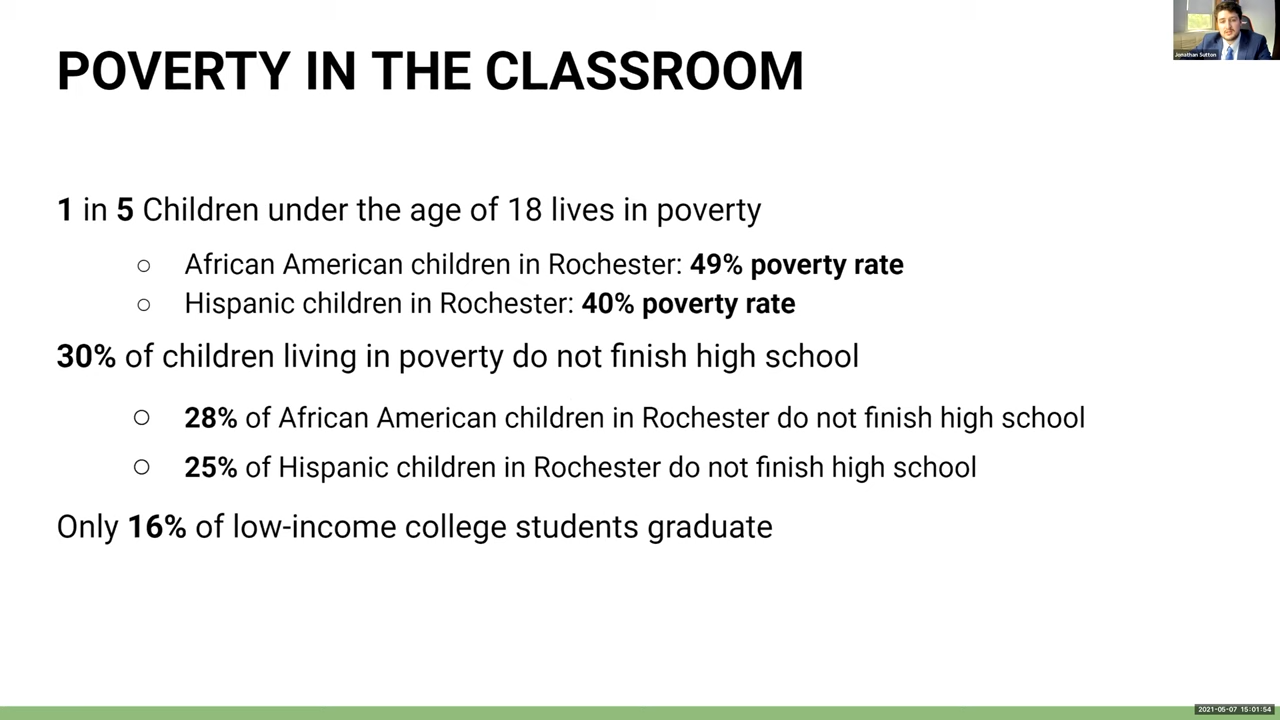 POVERTY IN THE CLASSROOM
Jonathan Sutton
1 in 5 Children under the age of 18 lives in poverty
○ African American children in Rochester: 49% poverty rate
○ Hispanic children in Rochester: 40% poverty rate
30% of children living in poverty do not finish high school
○ 28% of African American children in Rochester do not finish high school
○ 25% of Hispanic children in Rochester do not finish high school
Only 16% of low-income college students graduate
2021-05-07 15:01:54